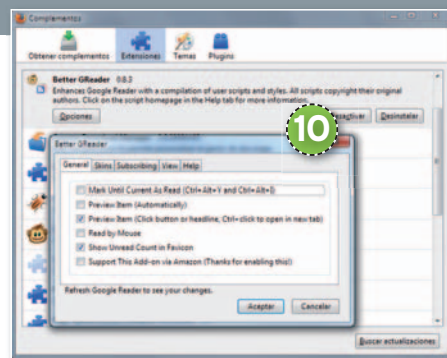 Complementos
Obtener complementos Extensiones Temas Plugins
Better GReader 0.8.3
Enhances Google Reader with a compilation of user scripts and styles. All scripts copyright their original
authors. Click on the script homepage in the Help tab for more information.
Opciones Desactivar Desinstalar
10
Better GReader
General Skins Subscribing View Help
Mark Until Current As Read (Ctrl+Alt+Y and Ctrl+Alt+I)
Preview Item (Automatically)
Preview Item (Click button or headline, Ctrl+click to open in new tab)
Read by Mouse
Show Unread Count in Favicon
Support This Add-on via Amazon (Thanks for enabling this!)
Refresh Google Reader to see your changes.
Aceptar Cancelar
Buscar actualizaciones